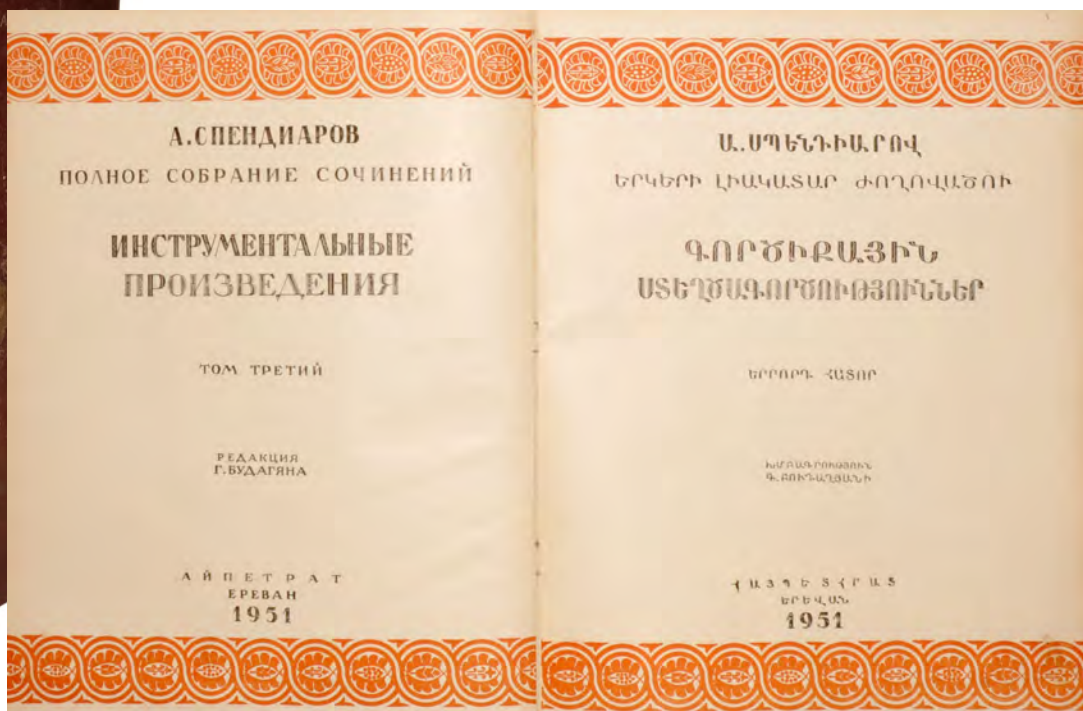 А.СПЕНДИАРОВ
ПОЛНОЕ СОБРАНИЕ СОЧИНЕНИЙ
ИНСТРУМЕНТАЛЬНЫЕ
ПРОИЗВЕДЕНИЯ
ТОМ ТРЕТИЙ
РЕДАКЦИЯ
Г.БУДАГЯНА
АЙПЕТРАТ
ЕРЕВАН
1951
Ա.ՍՊԵՆԴԻԱՐՈՎ
ԵՐԿԵՐԻ ԼԻԱԿԱՏԱՐ ԺՈՂՈՎԱԾՈՒ
ԳՈՐԾԻՔԱՅԻՆ
ՍՏԵՂԾԱԳՈՐԾՈՒԹՅՈՒՆՆԵՐ
ԵՐՐՈՐԴ ՀԱՏՈՐ
ԽՄԲԱԳՐՈՒԹՅՈՒՆ
Գ.ԲՈՒԴԱՂՅԱՆԻ
ՀԱՅՊԵՏՀՐԱՏ
ԵՐԵՎԱՆ
1951